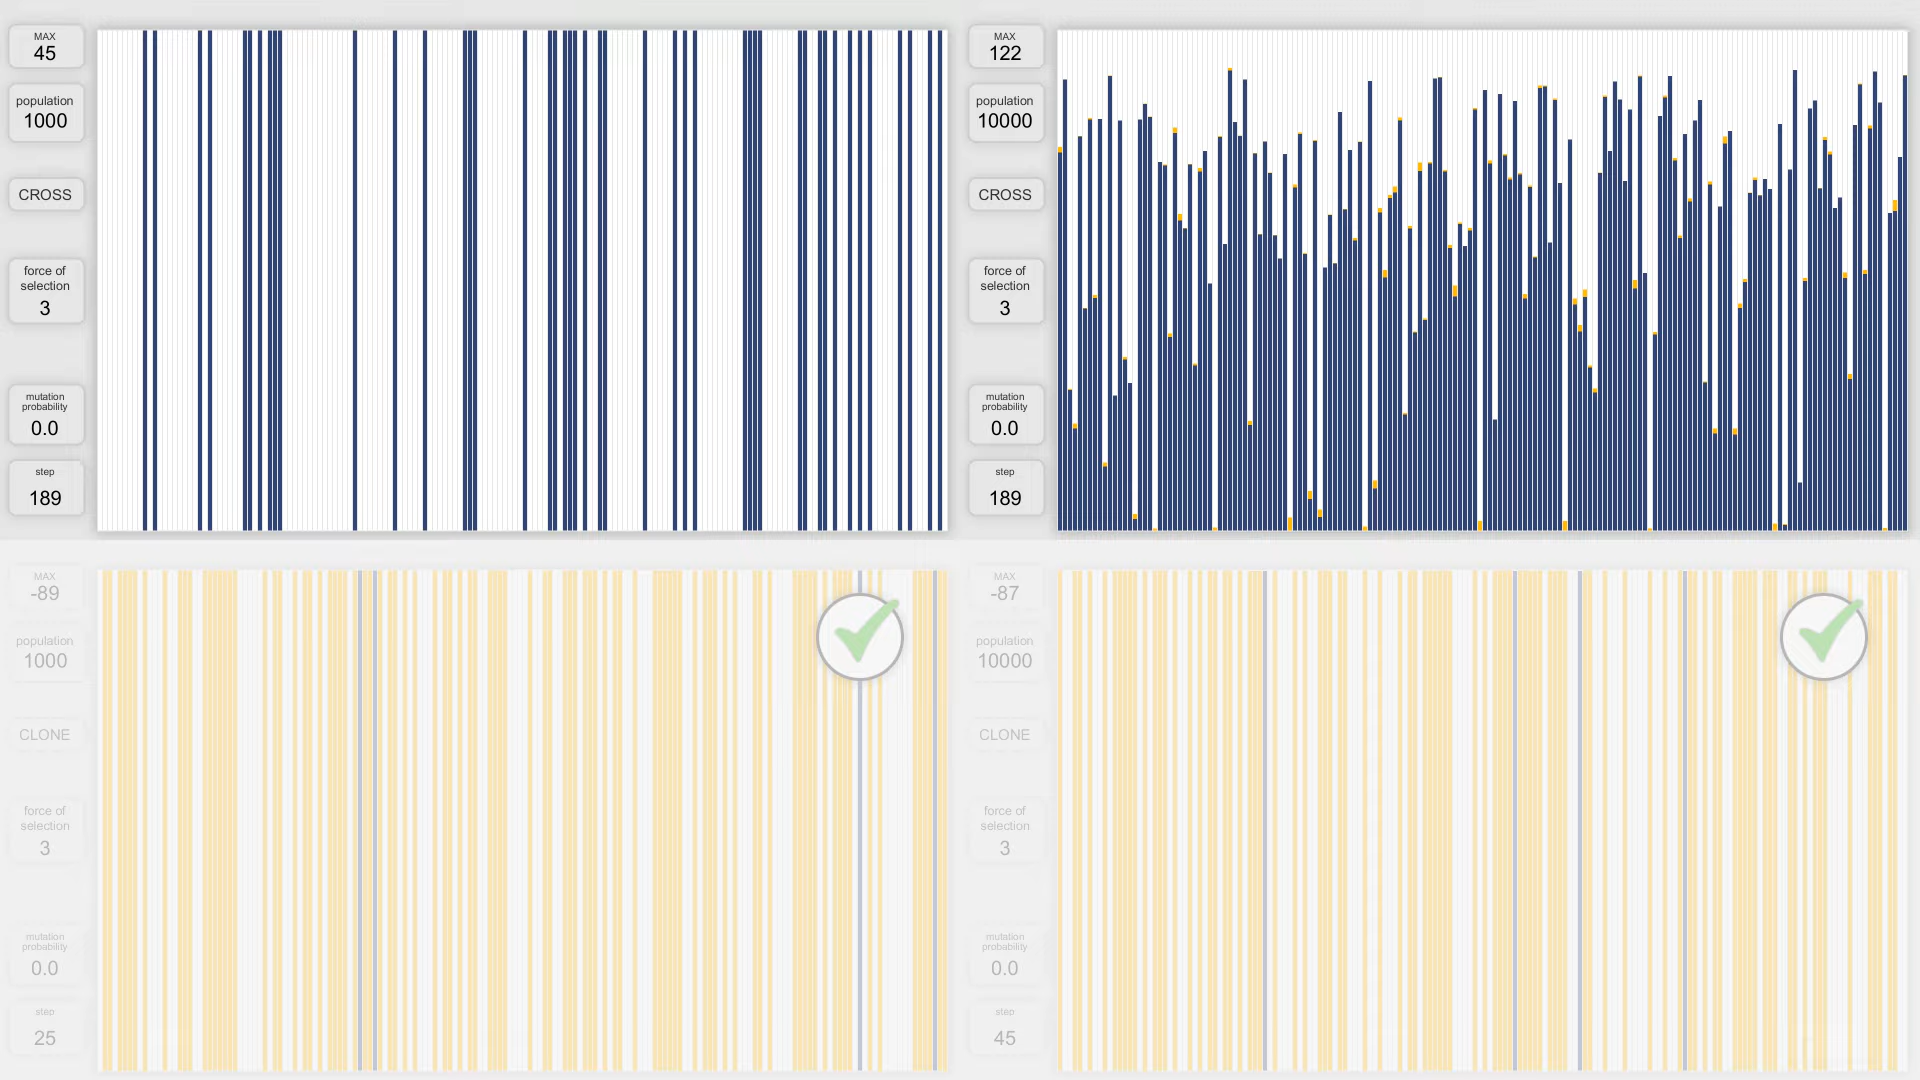 MAX
45
population
1000
CROSS
force of
selection
3
mutation
probability
0.0
step
189
MAX
122
population
10000
CROSS
force of
selection
3
mutation
probability
0.0
step
189
MAX
-89
population
1000
CLONE
force of
selection
3
mutation
probability
0.0
step
25
MAX
-87
population
10000
CLONE
force of
selection
3
mutation
probability
0.0
step
45